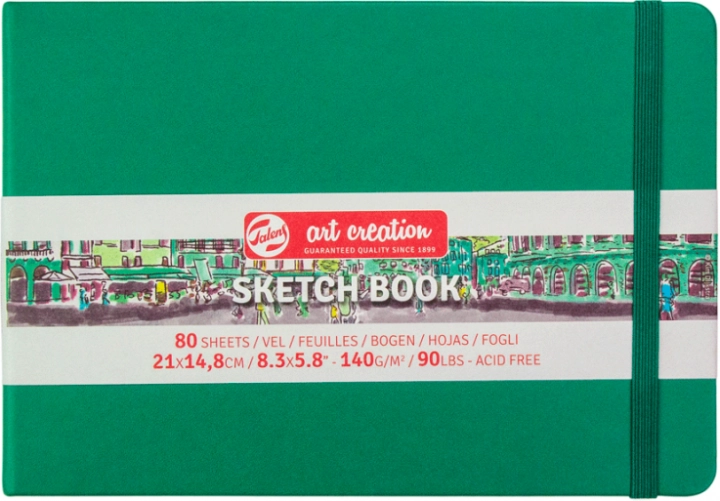 Talens
art creation
GUARANTEED QUALITY SINCE 1899
SKETCH BOOK
80 SHEETS / VEL / FEUILLES / BOGEN / HOJAS / FOGLI
21X14,8CM / 8.3X5.8" - 140G/M² / 90LBS - ACID FREE